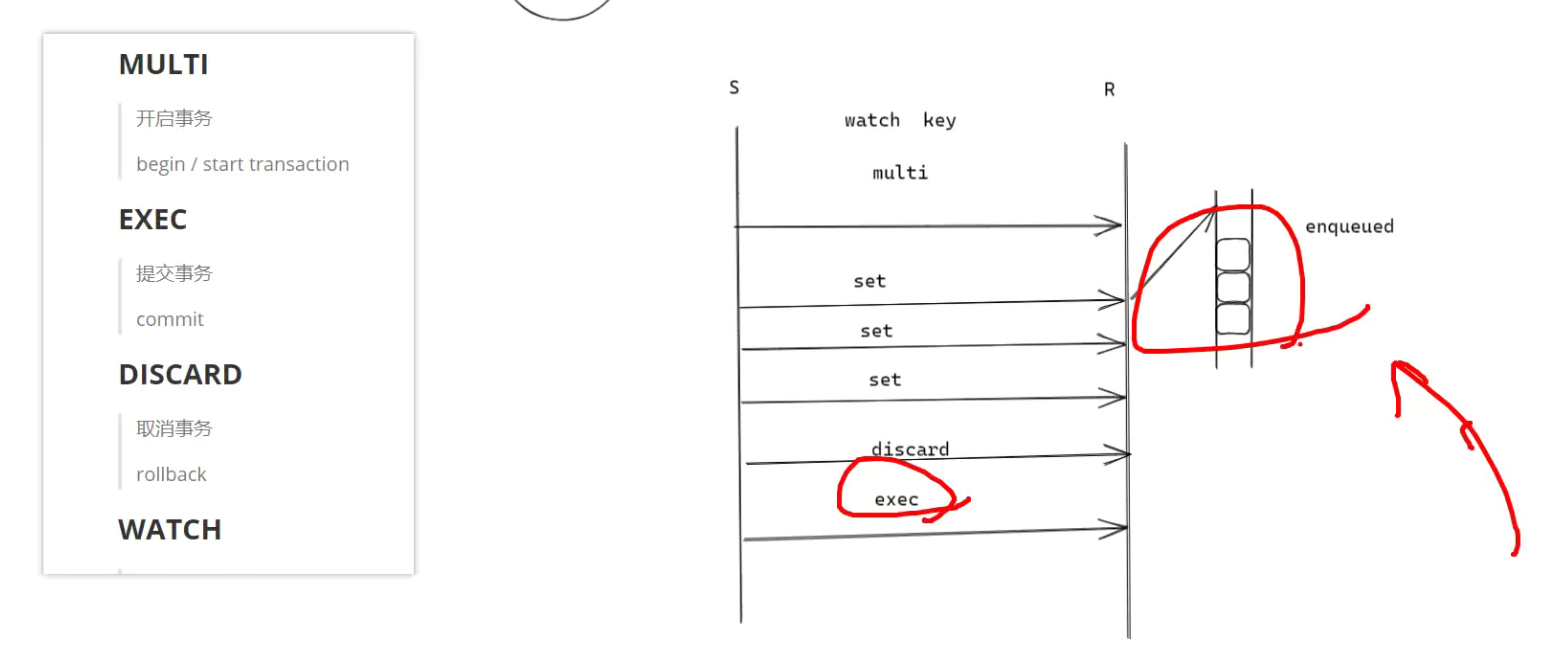 MULTI
开启事务
begin / start transaction
EXEC
提交事务
commit
DISCARD
取消事务
rollback
WATCH
S
R
watch key
multi
enqueued
set
set
set
discard
exec